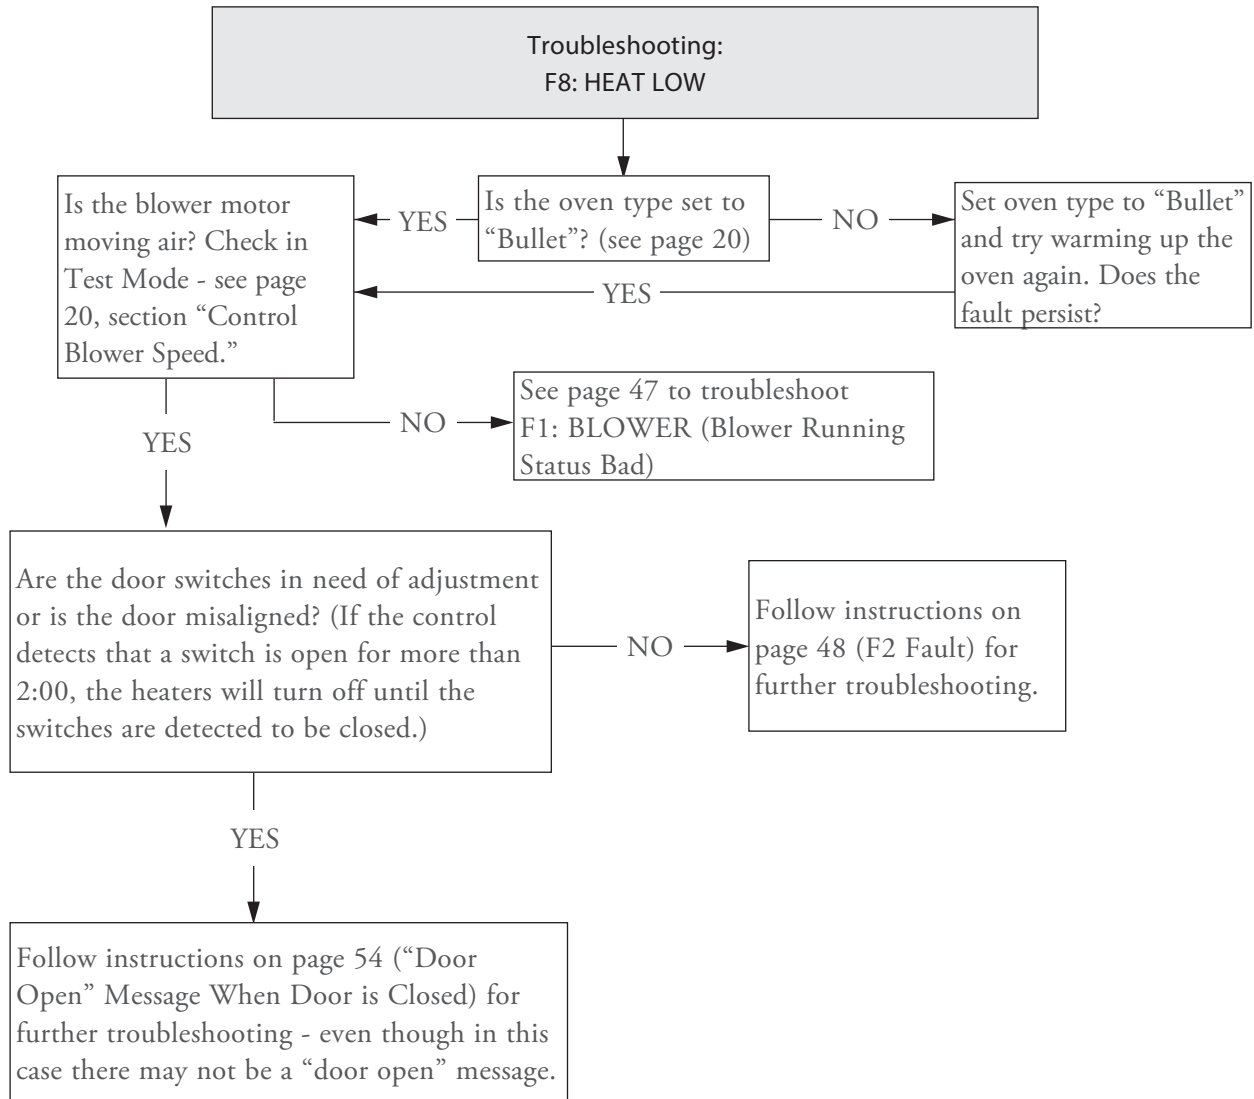 Troubleshooting:
F8: HEAT LOW
Is the oven type set to
“Bullet”? (see page 20)
YES
NO
Is the blower motor
moving air? Check in
Test Mode - see page
20, section “Control
Blower Speed.”
Set oven type to “Bullet”
and try warming up the
oven again. Does the
fault persist?
YES
NO
See page 47 to troubleshoot
F1: BLOWER (Blower Running
Status Bad)
YES
Are the door switches in need of adjustment
or is the door misaligned? (If the control
detects that a switch is open for more than
2:00, the heaters will turn off until the
switches are detected to be closed.)
NO
Follow instructions on
page 48 (F2 Fault) for
further troubleshooting.
YES
Follow instructions on page 54 (“Door
Open” Message When Door is Closed) for
further troubleshooting - even though in this
case there may not be a “door open” message.